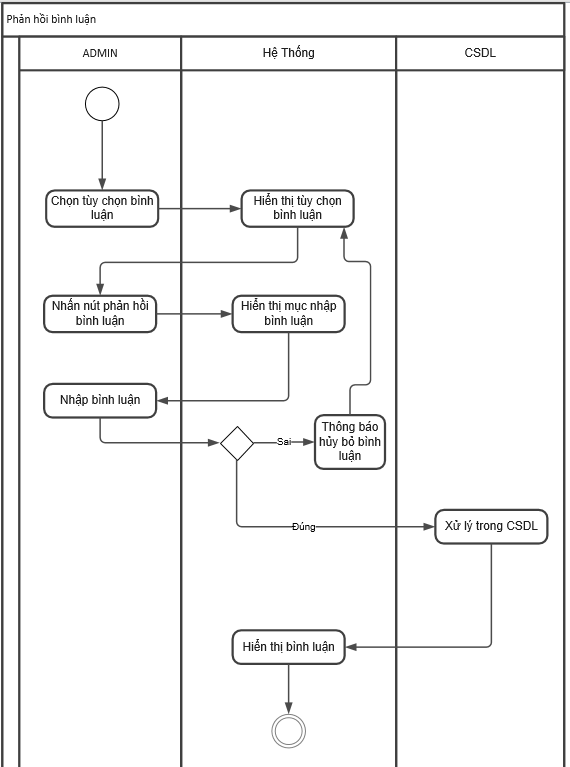 Phản hồi bình luận
ADMIN
Hệ Thống
CSDL
Chọn tùy chọn bình
luận
Hiển thị tùy chọn
bình luận
Nhấn nút phản hồi
bình luận
Hiển thị mục nhập
bình luận
Nhập bình luận
Sai
Thông báo
hủy bỏ bình
luận
Đúng
Xử lý trong CSDL
Hiển thị bình luận